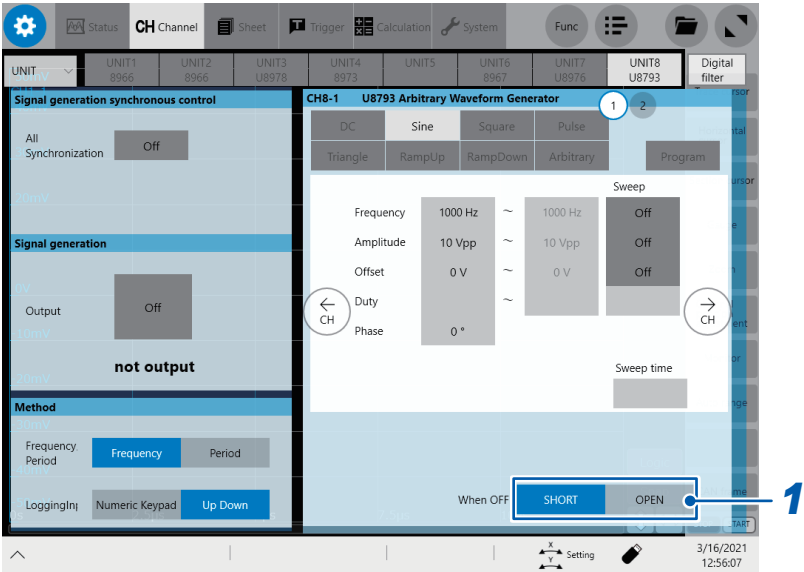 Status CH Channel Sheet Trigger Calculation System Func
UNIT UNIT1 UNIT2 UNIT3 UNIT4 UNIT5 UNIT6 UNIT7 UNIT8 Digital
8966 8966 U8978 8973 8967 U8976 U8793 filter
Signal generation synchronous control
All
Synchronization Off
Signal generation
Output Off
not output
Method
Frequency.
Period Frequency Period
LoggingIn Numeric Keypad Up Down
CH8-1 U8793 Arbitrary Waveform Generator 1 2
DC Sine Square Pulse
Triangle RampUp RampDown Arbitrary Program
Sweep
Frequency 1000 Hz ~ 1000 Hz Off
Amplitude 10 Vpp ~ 10 Vpp Off
Offset 0 V ~ 0 V Off
Duty ~
Phase 0 °
← CH
→ CH
Sweep time
When OFF SHORT OPEN 1
X
Y Setting
3/16/2021
12:56:07